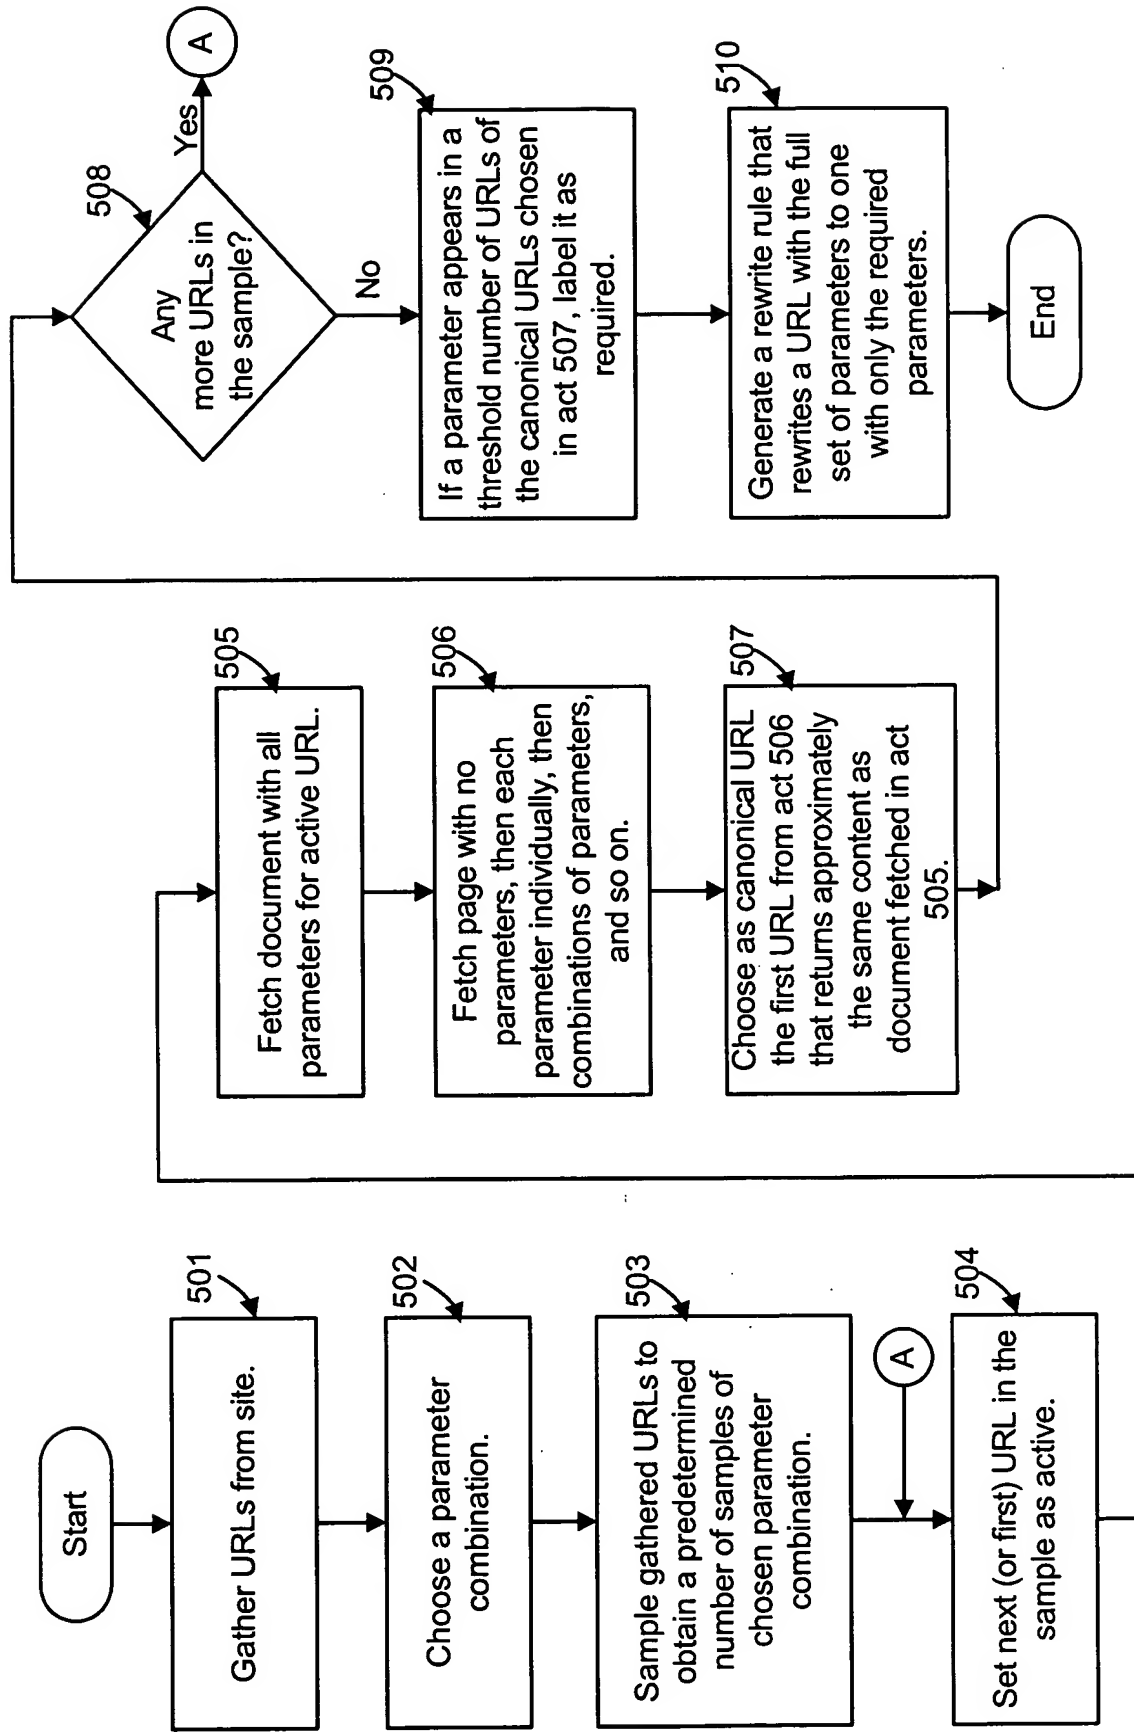 Start
501
Gather URLs from site.
502
Choose a parameter
combination.
503
Sample gathered URLs to
obtain a predetermined
number of samples of
chosen parameter
combination.
A
504
Set next (or first) URL in the
sample as active.
505
Fetch document with all
parameters for active URL.
506
Fetch page with no
parameters, then each
parameter individually, then
combinations of parameters,
and so on.
507
Choose as canonical URL
the first URL from act 506
that returns approximately
the same content as
document fetched in act
505.
508
Any
more URLs in
the sample?
Yes
A
No
509
If a parameter appears in a
threshold number of URLs of
the canonical URLs chosen
in act 507, label it as
required.
510
Generate a rewrite rule that
rewrites a URL with the full
set of parameters to one
with only the required
parameters.
End